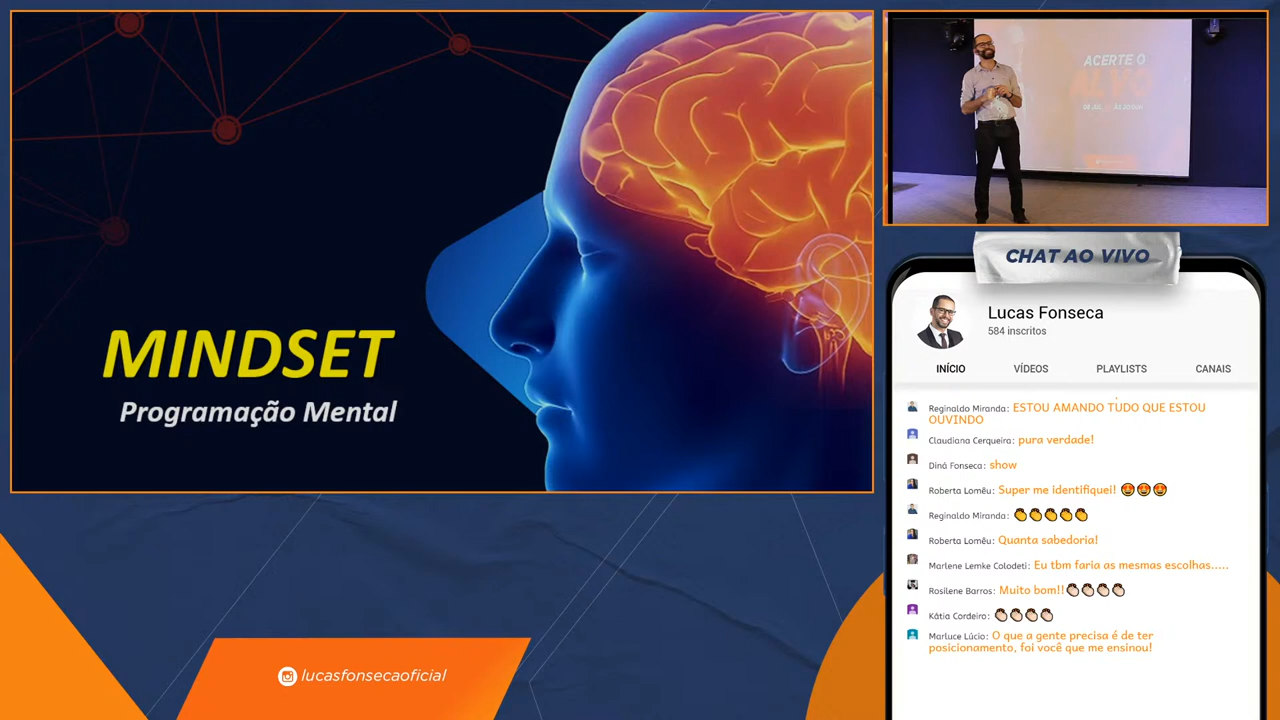 MINDSET
Programação Mental
lucasfonsecaoficial
ACERTE O
ALVO
CHAT AO VIVO
Lucas Fonseca
584 inscritos
INÍCIO VÍDEOS PLAYLISTS CANAIS
Reginaldo Miranda: ESTOU AMANDO TUDO QUE ESTOU
OUVINDO
Claudiana Cerqueira: pura verdade!
Diná Fonseca: show
Roberta Lomêu: Super me identifiquei! 🤩🤩🤩
Reginaldo Miranda: 👏👏👏👏👏
Roberta Lomêu: Quanta sabedoria!
Marlene Lemke Colodeti: Eu tbm faria as mesmas escolhas.....
Rosilene Barros: Muito bom!!👏🏻👏🏻👏🏻👏🏻
Kátia Cordeiro: 👏🏻👏🏻👏🏻👏🏻
Marluce Lúcio: O que a gente precisa é de ter
posicionamento, foi você que me ensinou!